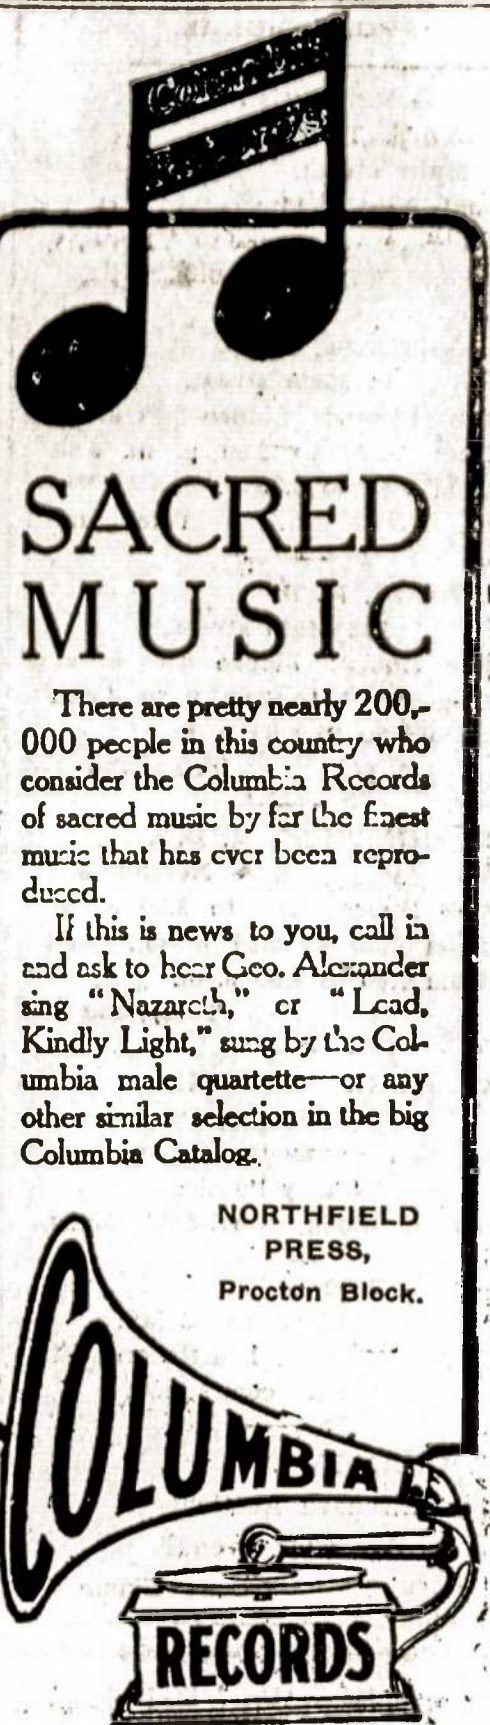 Columbia
SACRED
MUSIC
There are pretty nearly 200,-
000 people in this country who
consider the Columbia Records
of sacred music by far the finest
music that has ever been repro-
duced.
If this is news to you, call in
and ask to hear Geo. Alexander
sing "Nazareth," or "Lead,
Kindly Light," sung by the Col-
umbia male quartette—or any
other similar selection in the big
Columbia Catalog.
NORTHFIELD
PRESS,
Procton Block.
COLUMBIA
RECORDS